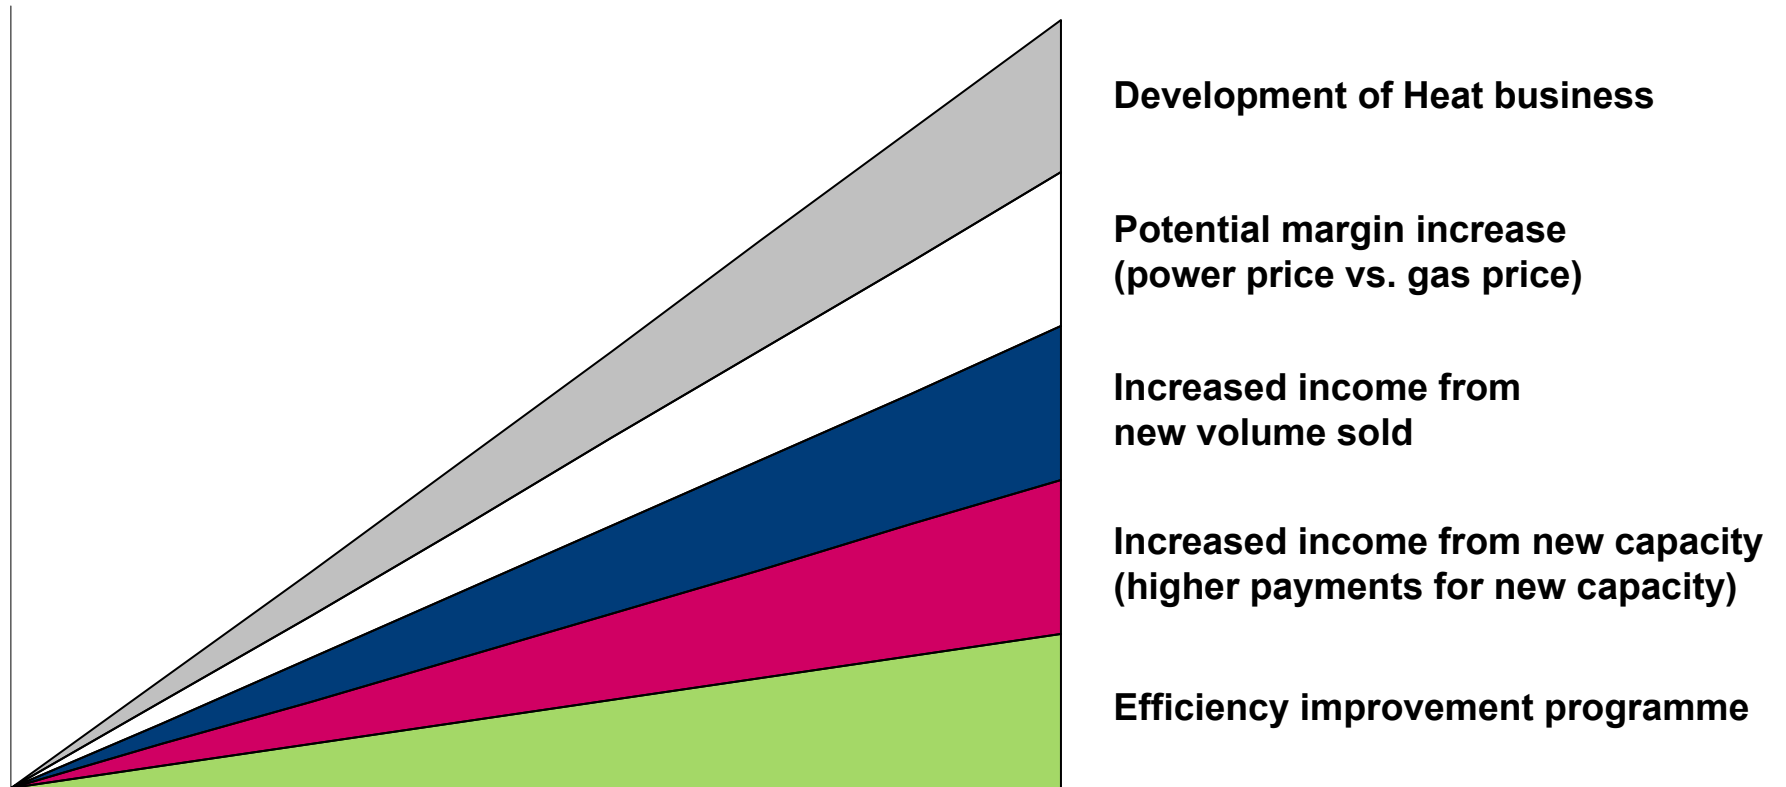 Development of Heat business
Potential margin increase
(power price vs. gas price)
Increased income from
new volume sold
Increased income from new capacity
(higher payments for new capacity)
Efficiency improvement programme